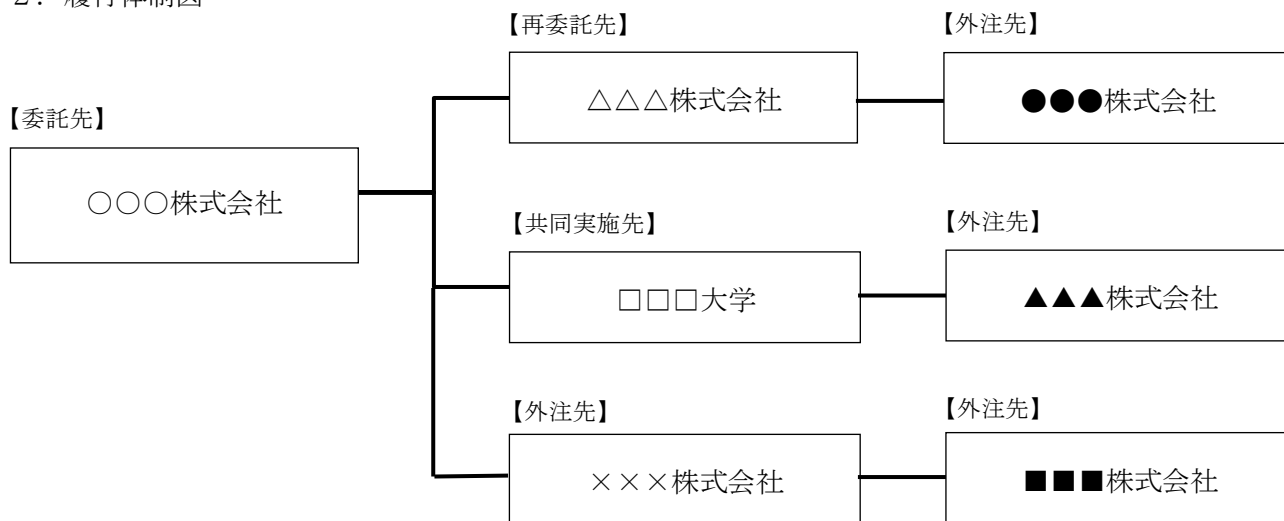 ２．履行体制図
【委託先】
○○○株式会社
【再委託先】
△△△株式会社
【外注先】
●●●株式会社
【共同実施先】
□□□大学
【外注先】
▲▲▲株式会社
【外注先】
×××株式会社
【外注先】
■■■株式会社